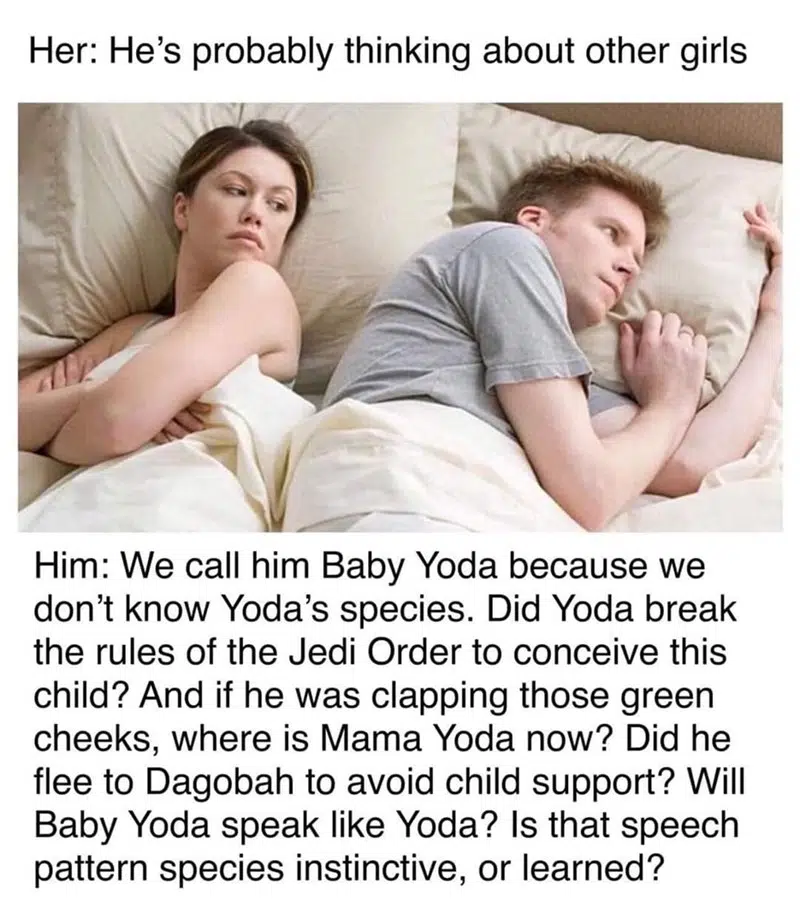 Her: He’s probably thinking about other girls
Him: We call him Baby Yoda because we
don’t know Yoda’s species. Did Yoda break
the rules of the Jedi Order to conceive this
child? And if he was clapping those green
cheeks, where is Mama Yoda now? Did he
flee to Dagobah to avoid child support? Will
Baby Yoda speak like Yoda? Is that speech
pattern species instinctive, or learned?